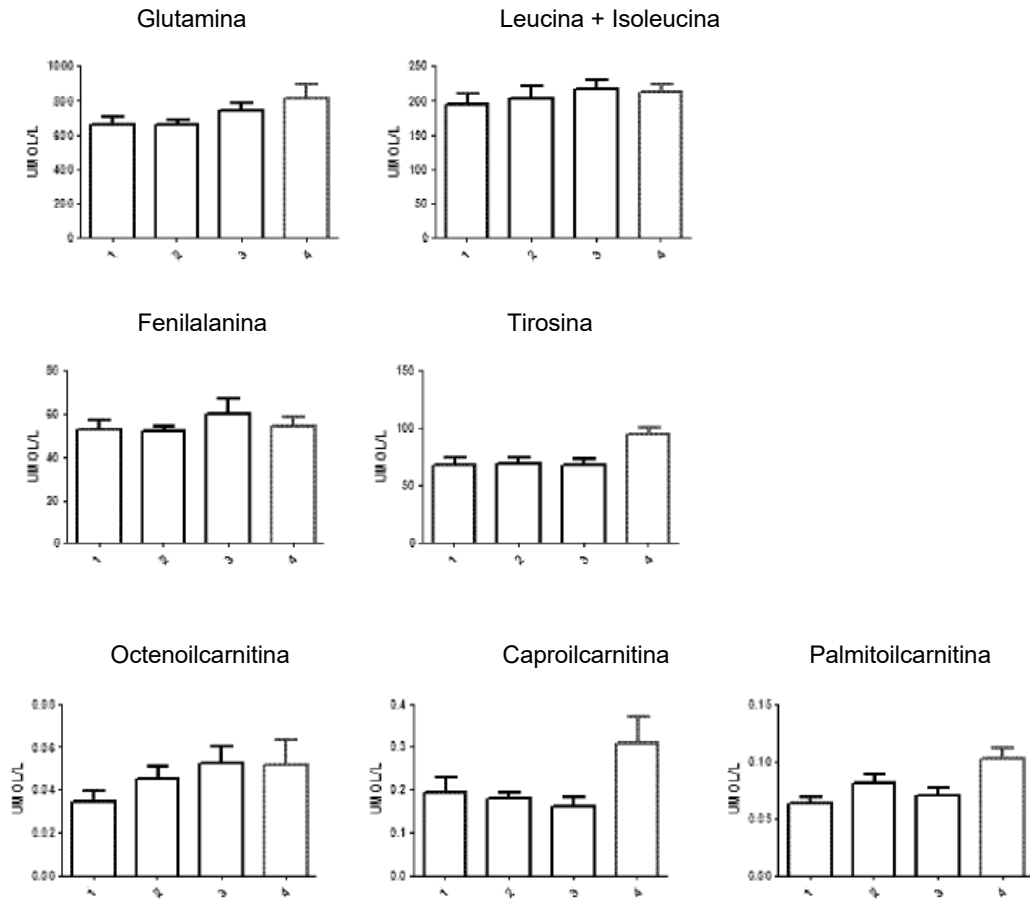 Glutamina
Leucina + Isoleucina
1000
800
600
400
200
0
UMOL/L
1 2 3 4
250
200
150
100
50
0
UMOL/L
1 2 3 4
Fenilalanina
Tirosina
80
60
40
20
0
UMOL/L
1 2 3 4
150
100
50
0
UMOL/L
1 2 3 4
Octenoilcarnitina
Caproilcarnitina
Palmitoilcarnitina
0.08
0.06
0.04
0.02
0.00
UMOL/L
1 2 3 4
0.4
0.3
0.2
0.1
0.0
UMOL/L
1 2 3 4
0.15
0.10
0.05
0.00
UMOL/L
1 2 3 4